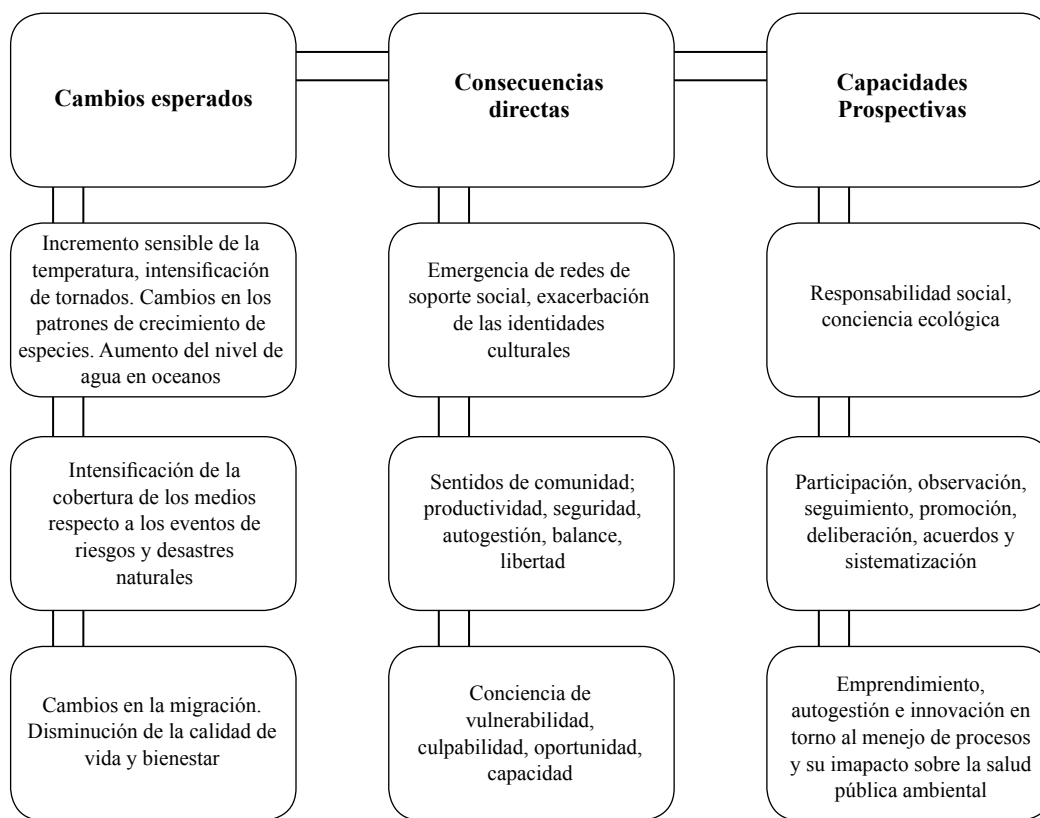 Cambios esperados
Incremento sensible de la
temperatura, intensificación
de tornados. Cambios en los
patrones de crecimiento de
especies. Aumento del nivel de
agua en oceanos
Intensificación de la
cobertura de los medios
respecto a los eventos de
riesgos y desastres
naturales
Cambios en la migración.
Disminución de la calidad de
vida y bienestar
Consecuencias
directas
Emergencia de redes de
soporte social, exacerbación
de las identidades
culturales
Sentidos de comunidad;
productividad, seguridad,
autogestión, balance,
libertad
Conciencia de
vulnerabilidad,
culpabilidad, oportunidad,
capacidad
Capacidades
Prospectivas
Responsabilidad social,
conciencia ecológica
Participación, observación,
seguimiento, promoción,
deliberación, acuerdos y
sistematización
Emprendimiento,
autogestión e innovación en
torno al menejo de procesos
y su imapacto sobre la salud
pública ambiental